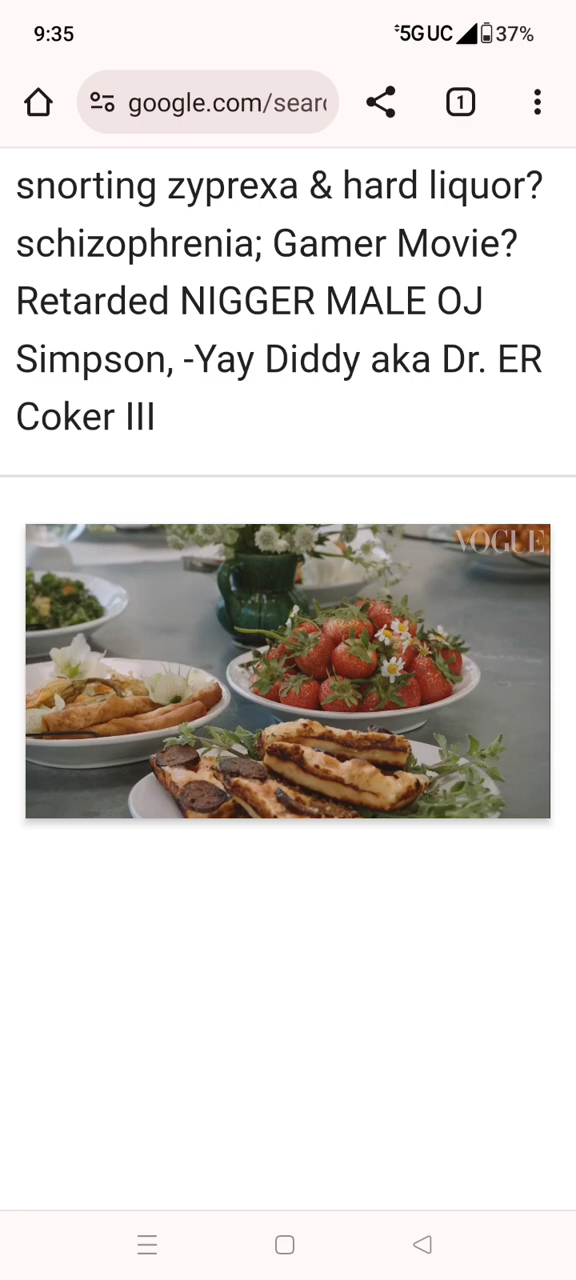 9:35
5G UC 37%
google.com/sear
1
snorting zyprexa & hard liquor?
schizophrenia; Gamer Movie?
Retarded NIGGER MALE OJ
Simpson, -Yay Diddy aka Dr. ER
Coker III
VOGUE